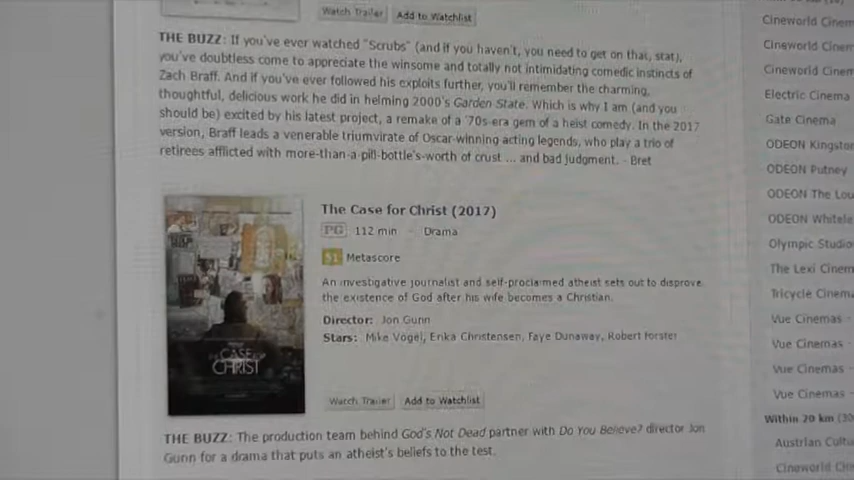 Watch Trailer Add to Watchlist
THE BUZZ: If you've ever watched "Scrubs" (and if you haven't, you need to get on that, stat),
you've doubtless come to appreciate the winsome and totally not intimidating comedic instincts of
Zach Braff. And if you've ever followed his exploits further, you'll remember the charming,
thoughtful, delicious work he did in helming 2000's Garden State. Which is why I am (and you
should be) excited by his latest project, a remake of a '70s-era gem of a heist comedy. In the 2017
version, Braff leads a venerable triumvirate of Oscar-winning acting legends, who play a trio of
retirees afflicted with more-than-a-pill-bottle's-worth of crust ... and bad judgment. - Bret
The Case for Christ (2017)
PG 112 min - Drama
51 Metascore
An investigative journalist and self-proclaimed atheist sets out to disprove
the existence of God after his wife becomes a Christian.
Director: Jon Gunn
Stars: Mike Vogel, Erika Christensen, Faye Dunaway, Robert Forster
Watch Trailer Add to Watchlist
THE BUZZ: The production team behind God's Not Dead partner with Do You Believe? director Jon
Gunn for a drama that puts an atheist's beliefs to the test.
CASE
CHRIST
Cineworld Cinem
Cineworld Cinem
Cineworld Cinem
Electric Cinema
Gate Cinema
ODEON Kingston
ODEON Putney
ODEON The Lou
ODEON Whitele
Olympic Studio
The Lexi Cinem
Tricycle Cinema
Vue Cinemas -
Vue Cinemas -
Vue Cinemas -
Vue Cinemas -
Within 20 km (30
Austrian Cultu
Cineworld Cin